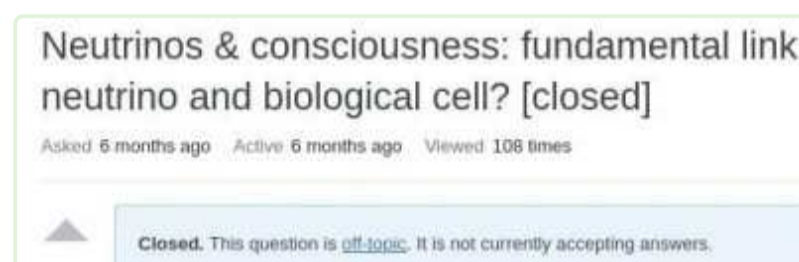 Neutrinos & consciousness: fundamental link
neutrino and biological cell? [closed]
Asked 6 months ago Active 6 months ago Viewed 108 times
Closed. This question is off-topic. It is not currently accepting answers.